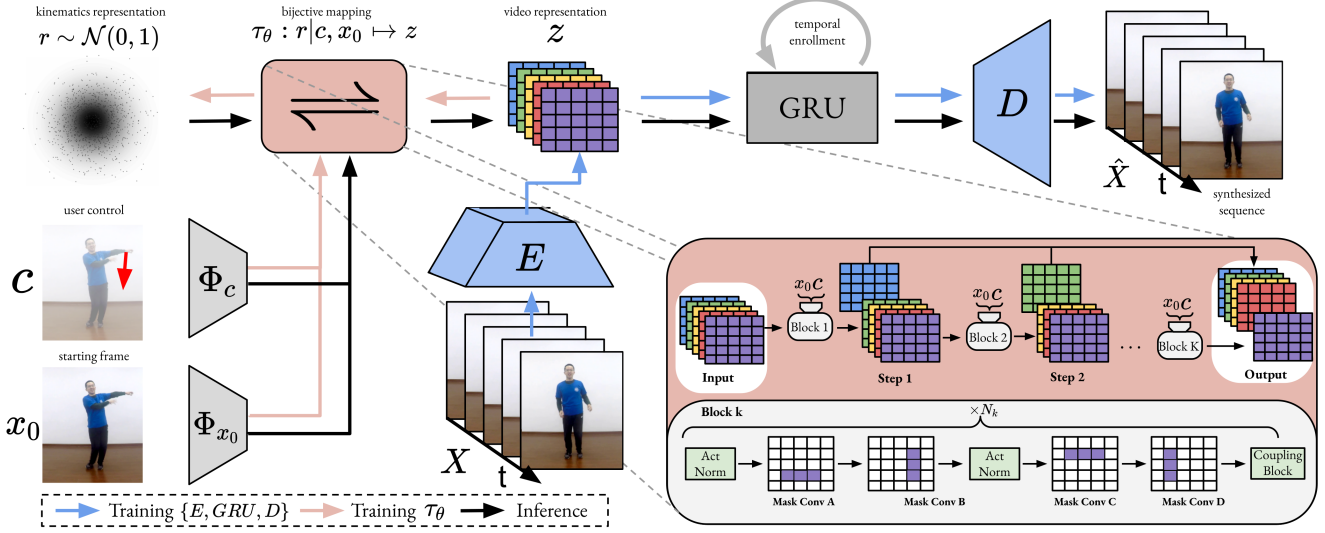 kinematics representation
r ∼ 𝒩(0, 1)
bijective mapping
τ_θ : r|c, x_0 ↦ z
video representation
z
temporal
enrollment
GRU
D
X̂
t
synthesized
sequence
user control
c
Φ_c
starting frame
x_0
Φ_{x_0}
E
X
t
x_0 c
Block 1
x_0 c
Block 2
x_0 c
Block K
. . .
Input
Step 1
Step 2
Output
Block k
×N_k
Act
Norm
Mask Conv A
Mask Conv B
Act
Norm
Mask Conv C
Mask Conv D
Coupling
Block
Training {E, GRU, D}
Training τ_θ
Inference